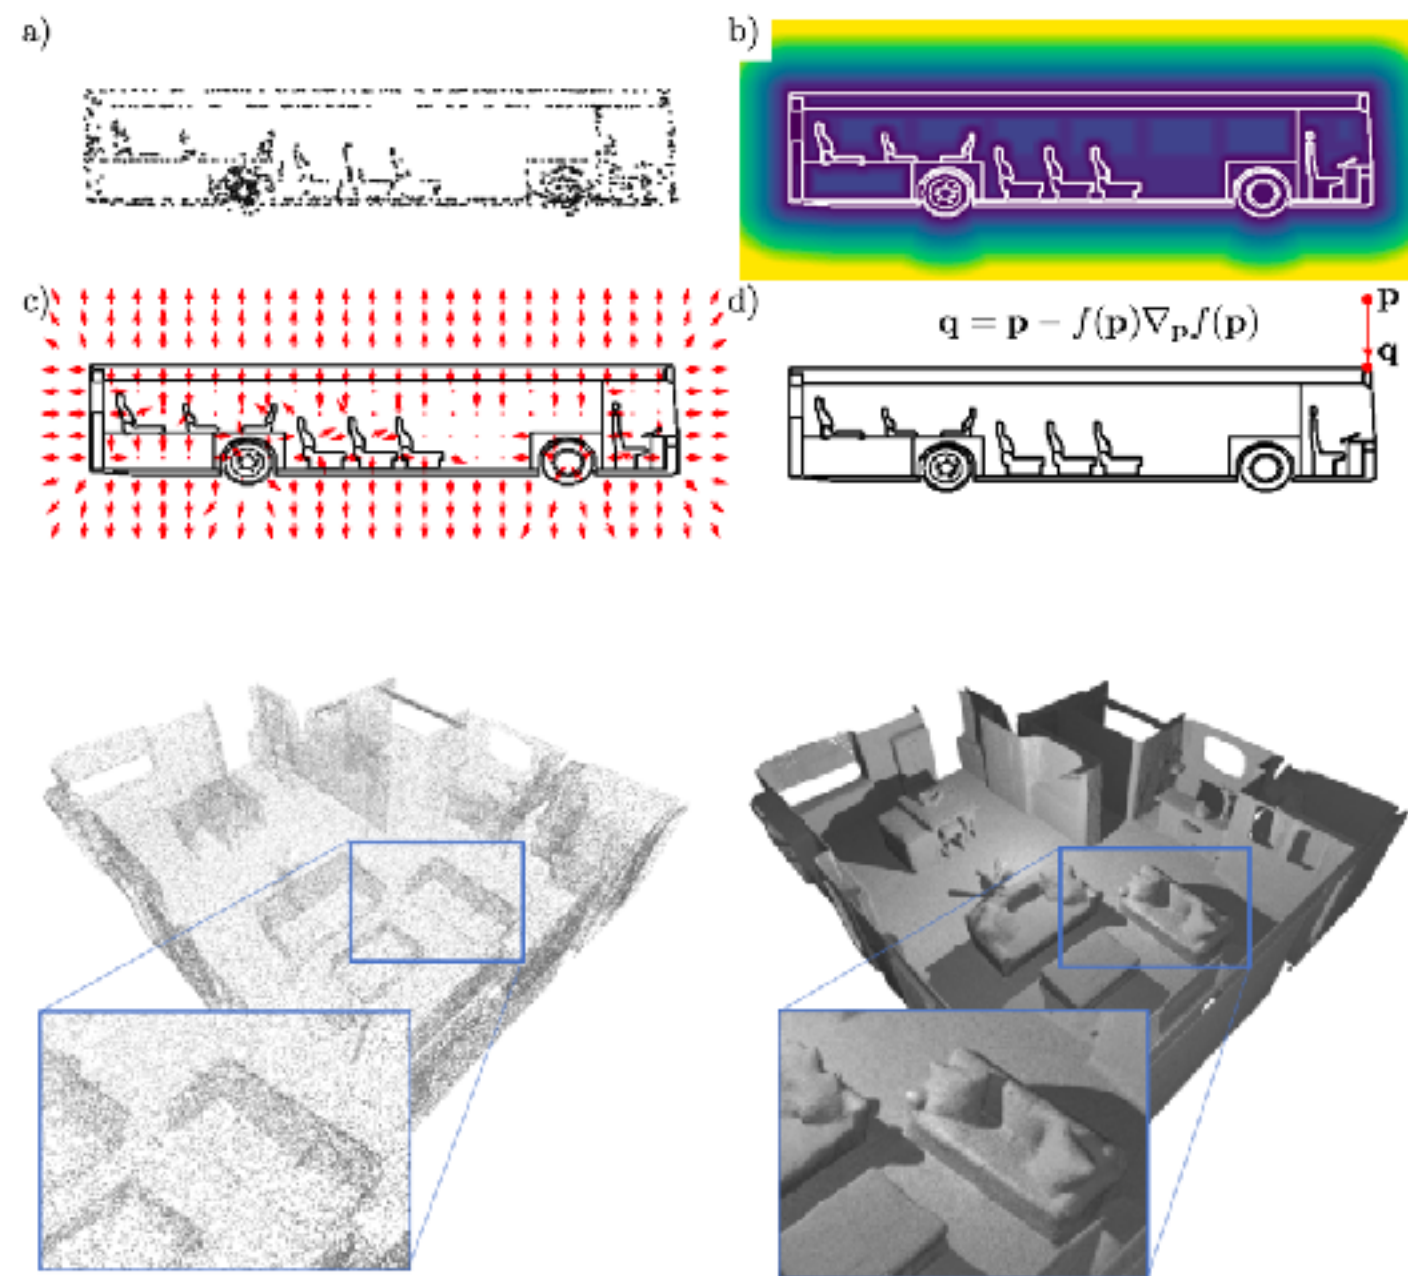 a)
b)
c)
d)
q = p − f(p)∇ₚf(p)
p
q